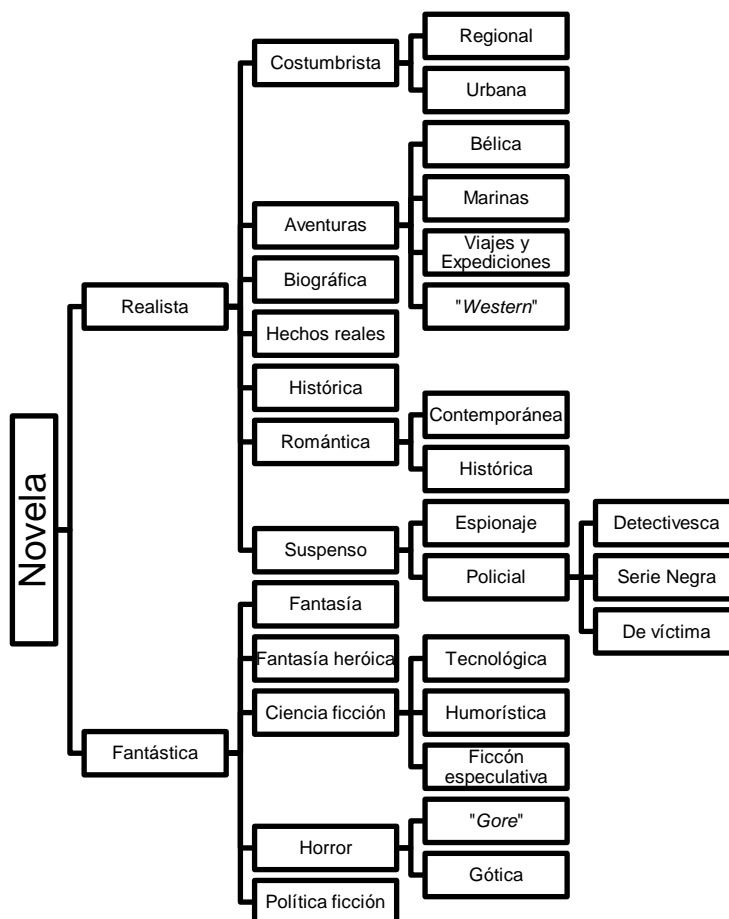 Novela
Realista
Costumbrista
Regional
Urbana
Aventuras
Bélica
Marinas
Viajes y
Expediciones
"Western"
Biográfica
Hechos reales
Histórica
Romántica
Contemporánea
Histórica
Suspenso
Espionaje
Policial
Detectivesca
Serie Negra
De víctima
Fantástica
Fantasía
Fantasía heróica
Ciencia ficción
Tecnológica
Humorística
Ficcón
especulativa
Horror
"Gore"
Gótica
Política ficción